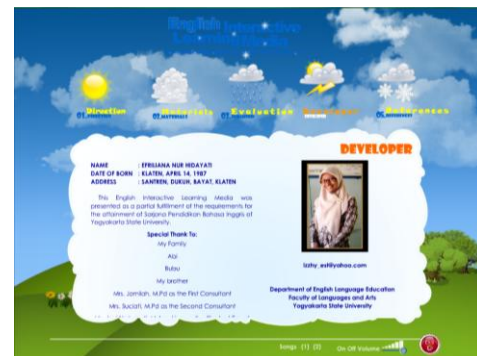 English Interactive
Learning Media
Direction
Materials
Evaluation
References
DEVELOPER
NAME : EFRILIANA NUR HIDAYATI
DATE OF BORN : KLATEN, APRIL 14, 1987
ADDRESS : SANTREN, DUKUH, BAYAT, KLATEN
This English Interactive Learning Media was
presented as a partial fulfillment of the requirements for
the attainment of Sarjana Pendidikan Bahasa Inggris of
Yogyakarta State University.
Special Thank To:
My Family
Abi
My brother
Mrs. Jamilah, M.Pd as the First Consultant
Mrs. Suciati, M.Pd as the Second Consultant
Department of English Language Education
Faculty of Languages and Arts
Yogyakarta State University
Songs (1) (2) On Off Volume